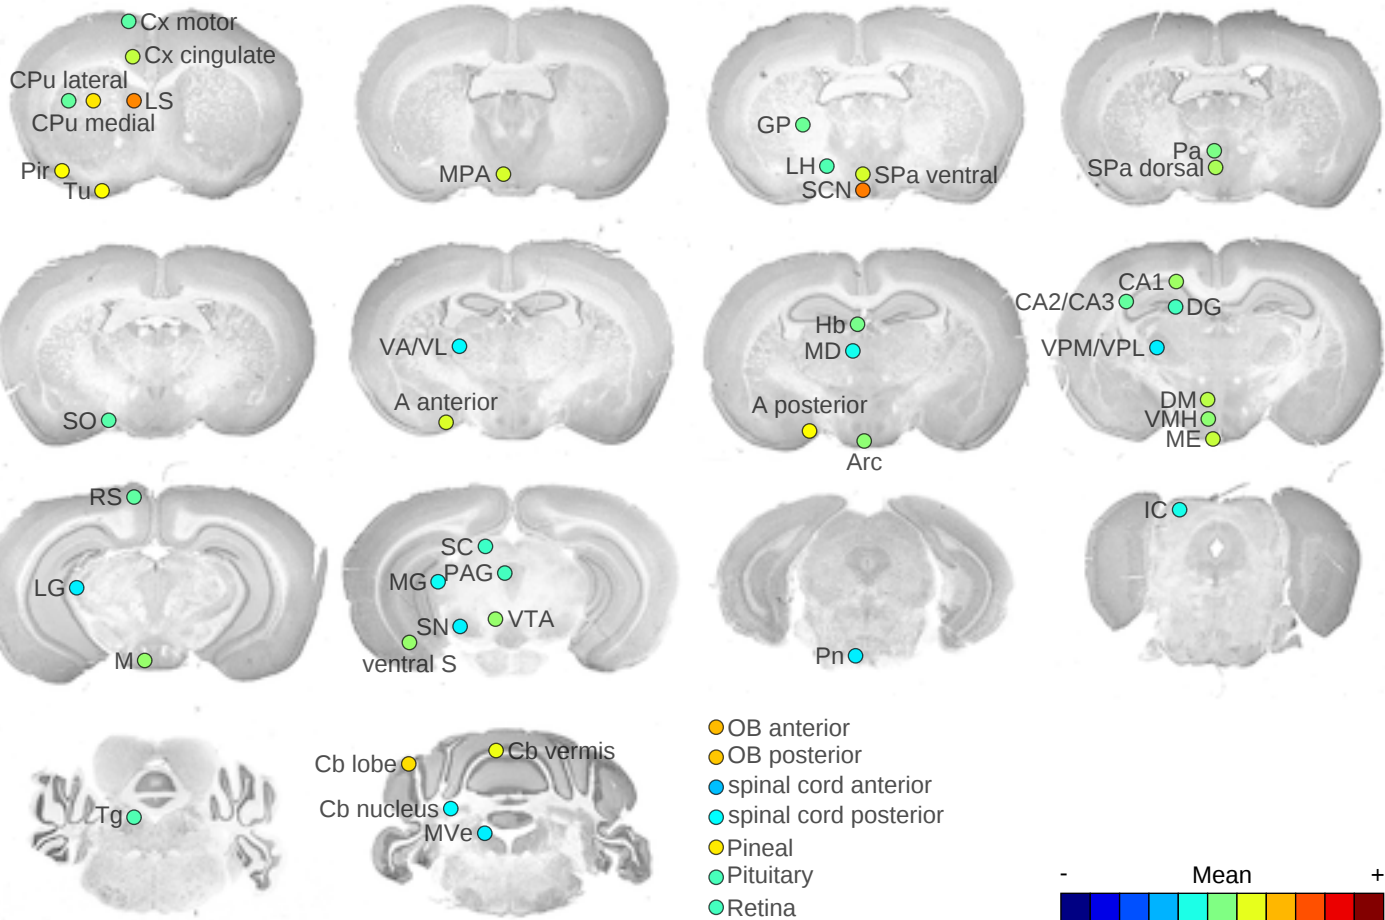 Cx motor
Cx cingulate
CPu lateral
LS
CPu medial
Pir
Tu
MPA
GP
LH
SPa ventral
SCN
Pa
SPa dorsal
SO
VA/VL
A anterior
Hb
MD
A posterior
Arc
CA1
CA2/CA3
DG
VPM/VPL
DM
VMH
ME
RS
LG
M
SC
MG
PAG
SN
VTA
ventral S
Pn
IC
Tg
Cb lobe
Cb vermis
Cb nucleus
MVe
OB anterior
OB posterior
spinal cord anterior
spinal cord posterior
Pineal
Pituitary
Retina
- Mean +